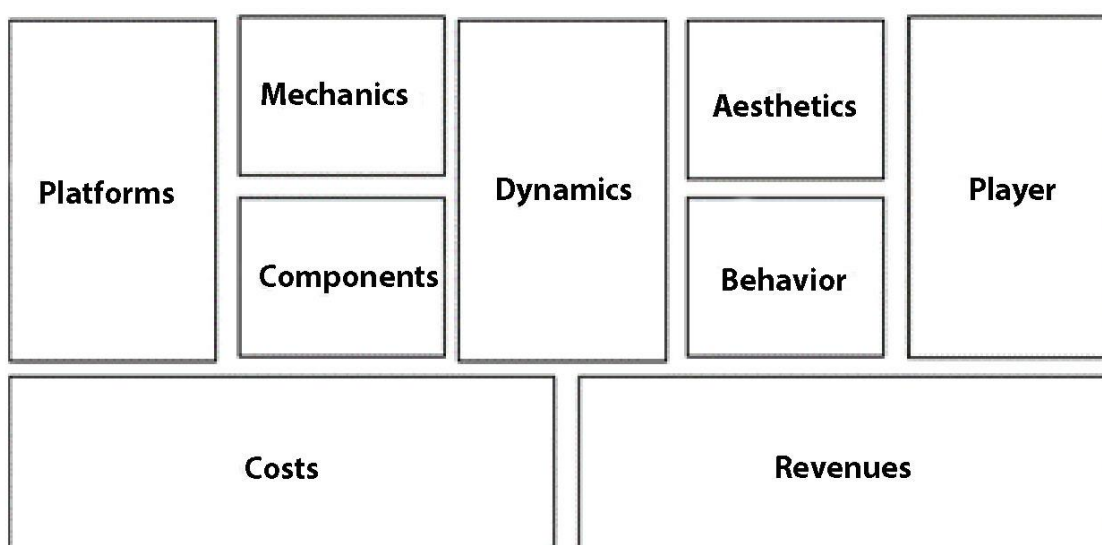 Platforms
Mechanics
Components
Dynamics
Aesthetics
Behavior
Player
Costs
Revenues